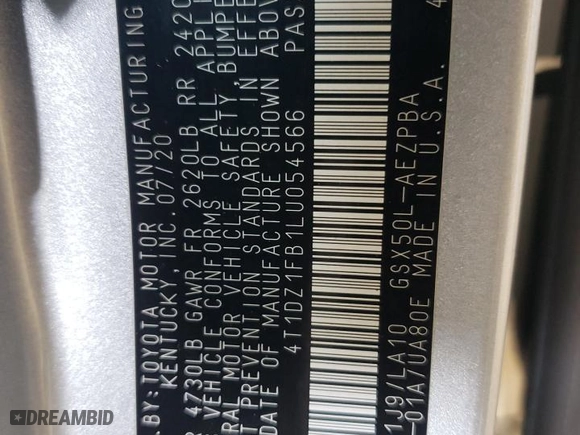 BY: TOYOTA MOTOR MANUFACTURING
KENTUCKY, INC. 07/20
4730LB GAWR FR 2620LB RR 2420
VEHICLE CONFORMS TO ALL APPLI
RAL MOTOR VEHICLE SAFETY, BUMPE
T PREVENTION STANDARDS IN EFFE
DATE OF MANUFACTURE SHOWN ABOV
4T1DZ1FB1LU054566 PAS
1J9/LA10 GSX50L-AEZPBA
-01A/UA80E MADE IN U.S.A. 4
DREAMBID